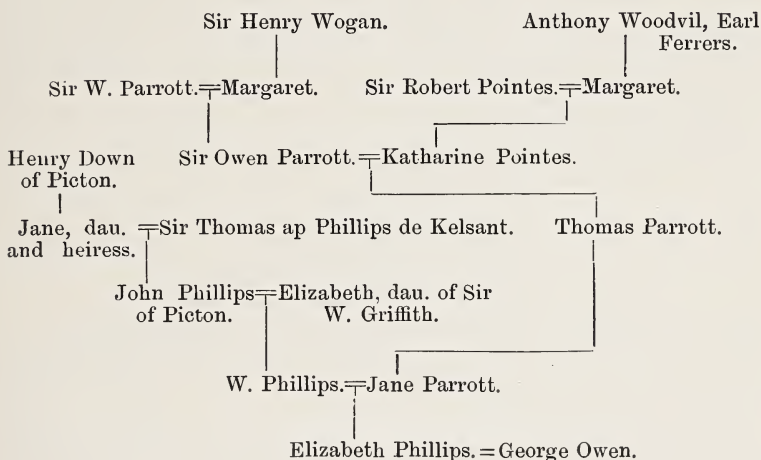 Sir Henry Wogan. Anthony Woodvil, Earl
Ferrers.
Sir W. Parrott.=Margaret. Sir Robert Pointes.=Margaret.
Henry Down
of Picton.
Sir Owen Parrott.=Katharine Pointes.
Jane, dau.
and heiress.
=Sir Thomas ap Phillips de Kelsant. Thomas Parrott.
John Phillips=Elizabeth, dau. of Sir
of Picton. W. Griffith.
W. Phillips.=Jane Parrott.
Elizabeth Phillips.=George Owen.